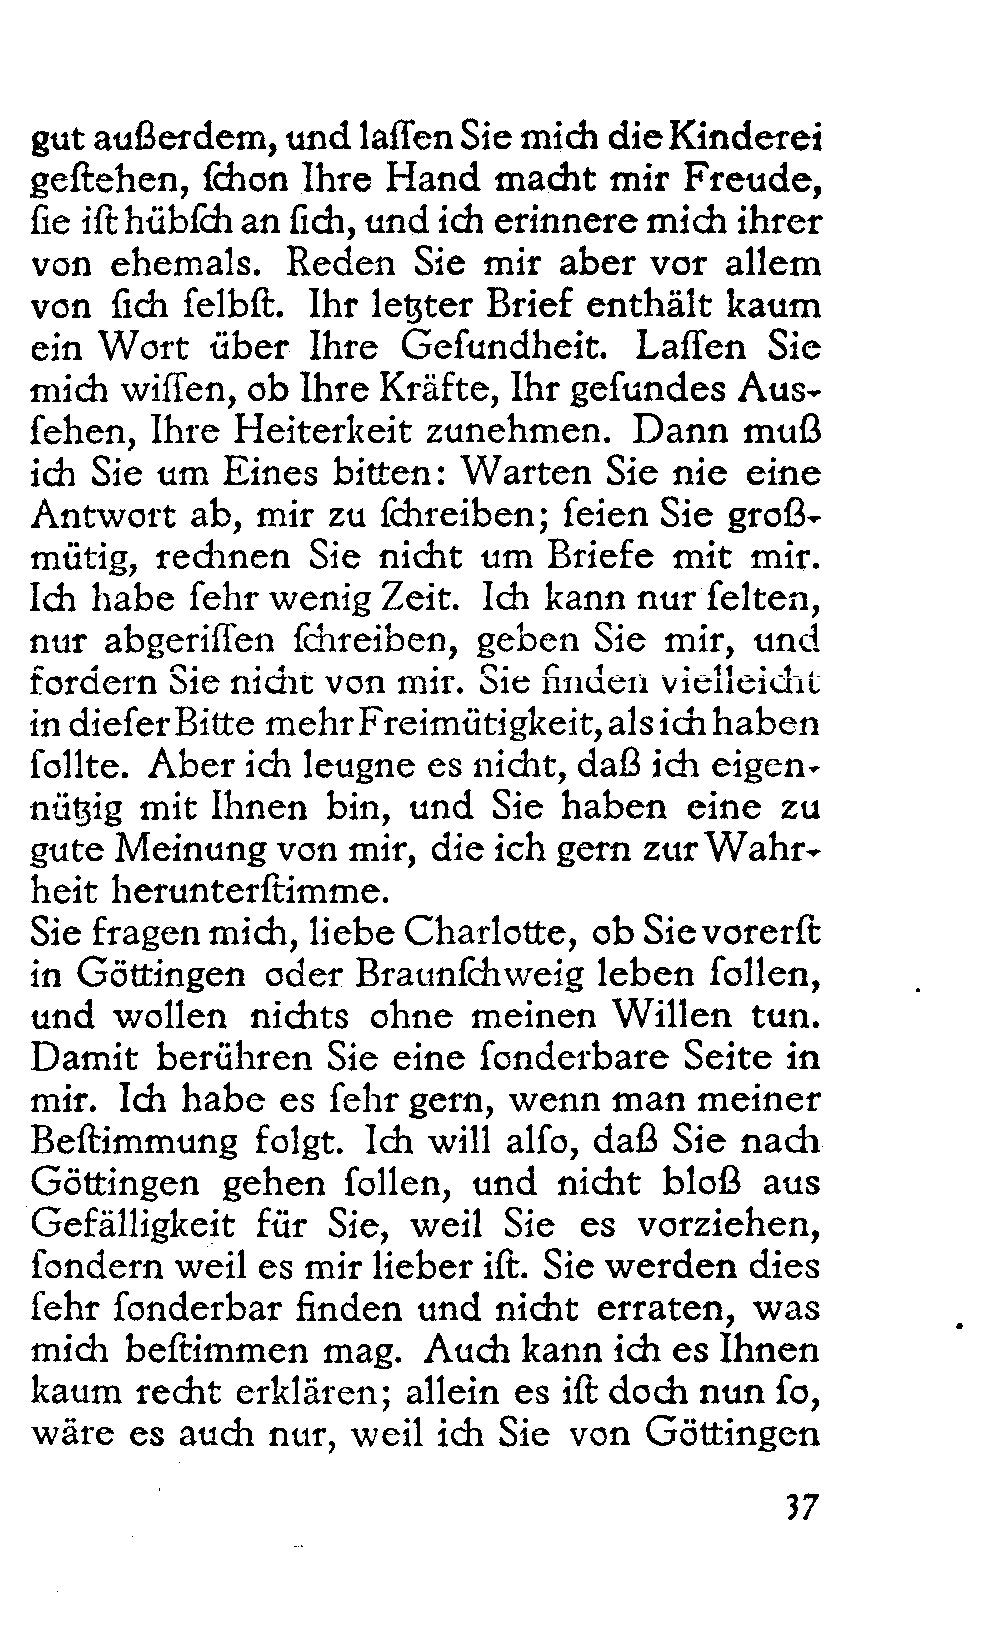 gut außerdem, und laſſen Sie mich die Kinderei
geſtehen, ſchon Ihre Hand macht mir Freude,
ſie iſt hübſch an ſich, und ich erinnere mich ihrer
von ehemals. Reden Sie mir aber vor allem
von ſich ſelbſt. Ihr letzter Brief enthält kaum
ein Wort über Ihre Geſundheit. Laſſen Sie
mich wiſſen, ob Ihre Kräfte, Ihr geſundes Aus-
ſehen, Ihre Heiterkeit zunehmen. Dann muß
ich Sie um Eines bitten: Warten Sie nie eine
Antwort ab, mir zu ſchreiben; ſeien Sie groß-
mütig, rechnen Sie nicht um Briefe mit mir.
Ich habe ſehr wenig Zeit. Ich kann nur ſelten,
nur abgeriſſen ſchreiben, geben Sie mir, und
fordern Sie nicht von mir. Sie finden vielleicht
in dieſer Bitte mehr Freimütigkeit, als ich haben
ſollte. Aber ich leugne es nicht, daß ich eigen-
nützig mit Ihnen bin, und Sie haben eine zu
gute Meinung von mir, die ich gern zur Wahr-
heit herunterſtimme.
Sie fragen mich, liebe Charlotte, ob Sie vorerſt
in Göttingen oder Braunſchweig leben ſollen,
und wollen nichts ohne meinen Willen tun.
Damit berühren Sie eine ſonderbare Seite in
mir. Ich habe es ſehr gern, wenn man meiner
Beſtimmung folgt. Ich will alſo, daß Sie nach
Göttingen gehen ſollen, und nicht bloß aus
Gefälligkeit für Sie, weil Sie es vorziehen,
ſondern weil es mir lieber iſt. Sie werden dies
ſehr ſonderbar finden und nicht erraten, was
mich beſtimmen mag. Auch kann ich es Ihnen
kaum recht erklären; allein es iſt doch nun ſo,
wäre es auch nur, weil ich Sie von Göttingen
37